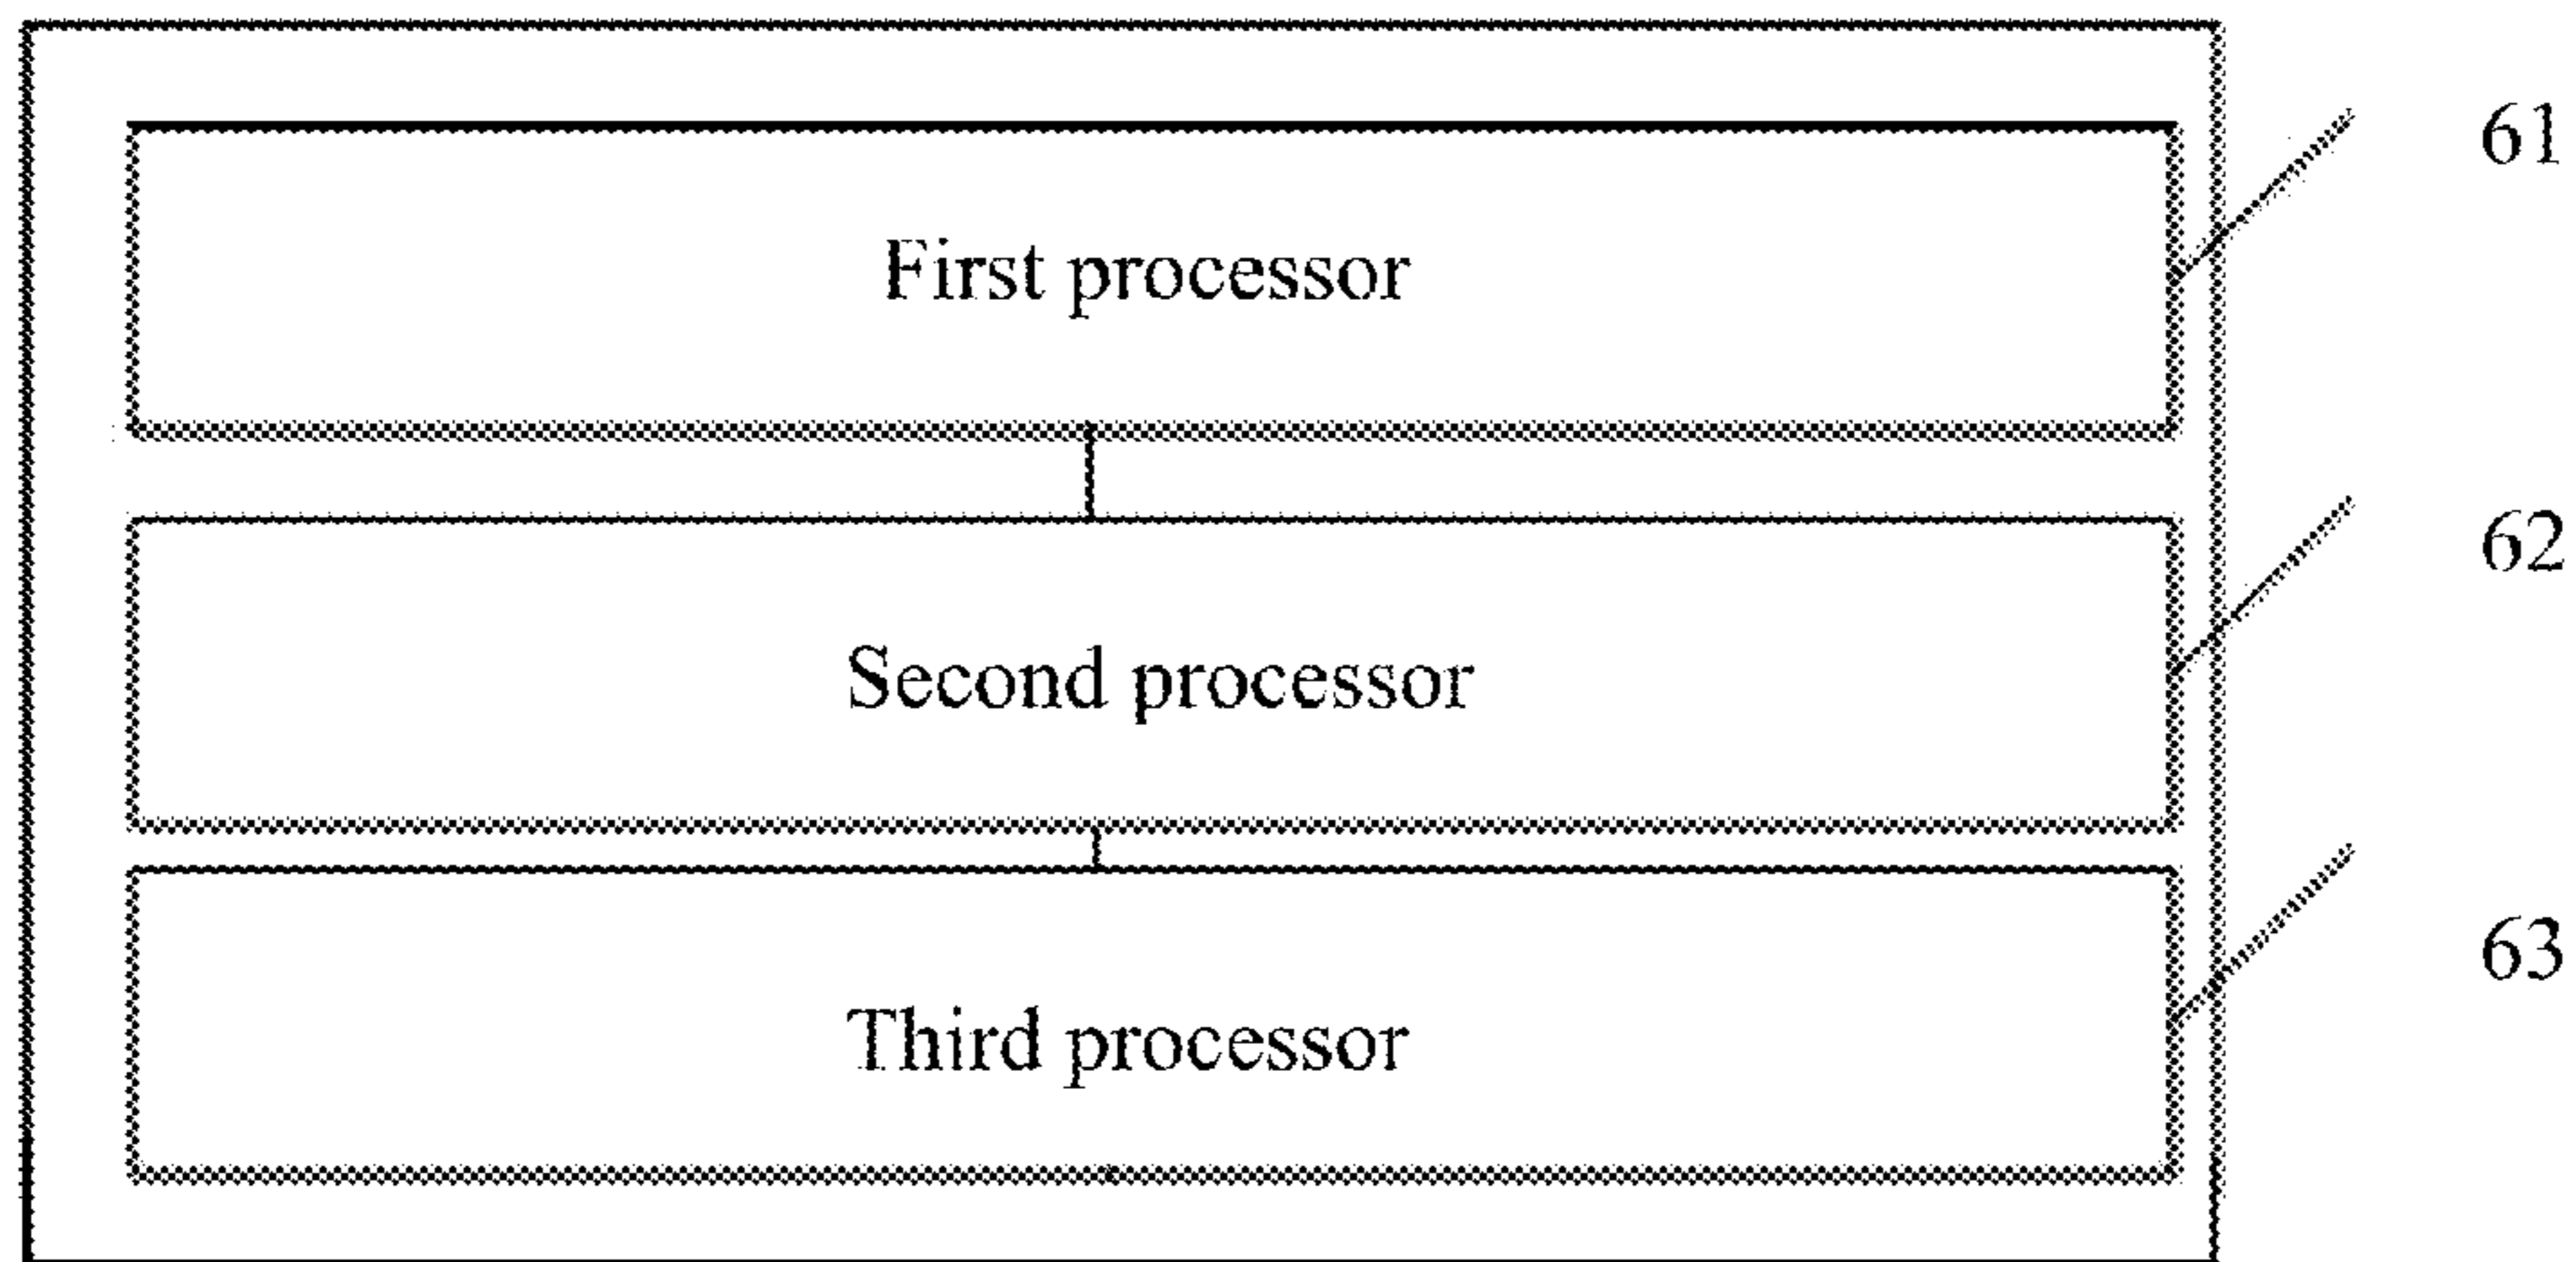 61
First processor
62
Second processor
63
Third processor